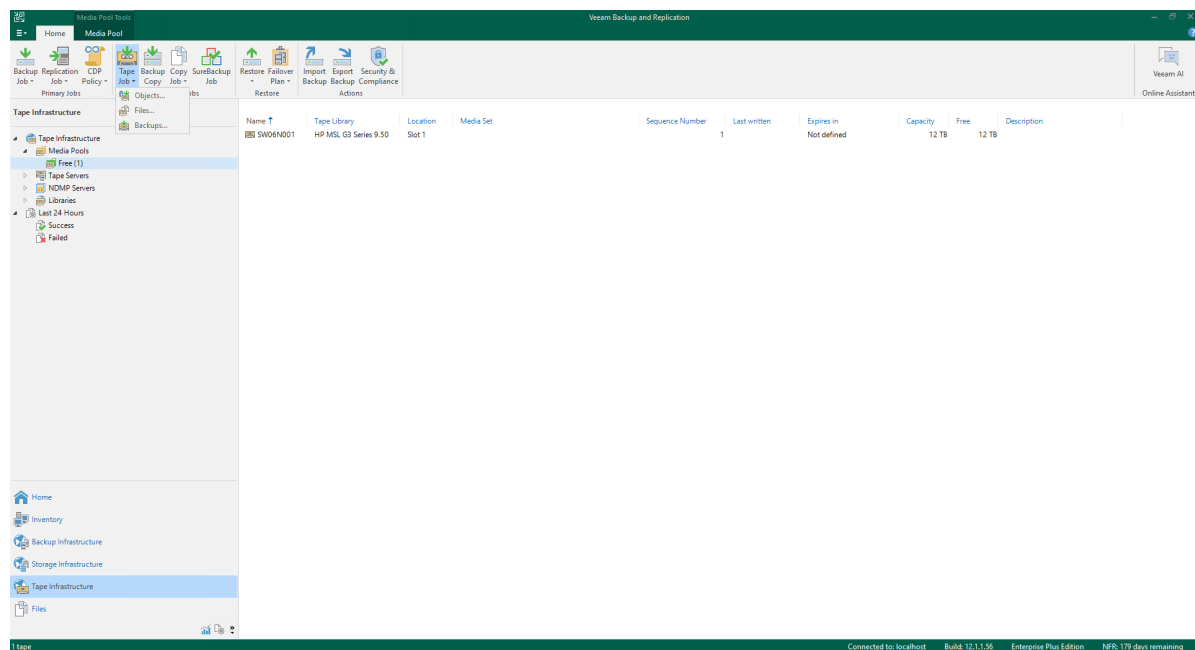 Media Pool Tools
Veeam Backup and Replication
Home Media Pool
Backup Job Replication Job CDP Policy
Primary Jobs
Tape Job Backup Copy Copy Job SureBackup Job
Restore Failover Plan
Restore
Import Backup Export Backup Security & Compliance
Actions
Veeam AI
Online Assistant
Objects...
Files...
Backups...
Tape Infrastructure
Tape Infrastructure
Media Pools
Free (1)
Tape Servers
NDMP Servers
Libraries
Last 24 Hours
Success
Failed
Name Tape Library Location Media Set Sequence Number Last written Expires in Capacity Free Description
SW06N001 HP MSL G3 Series 9.50 Slot 1 1 Not defined 12 TB 12 TB
Home
Inventory
Backup Infrastructure
Storage Infrastructure
Tape Infrastructure
Files
1 tape
Connected to: localhost Build: 12.1.1.56 Enterprise Plus Edition NFR: 179 days remaining